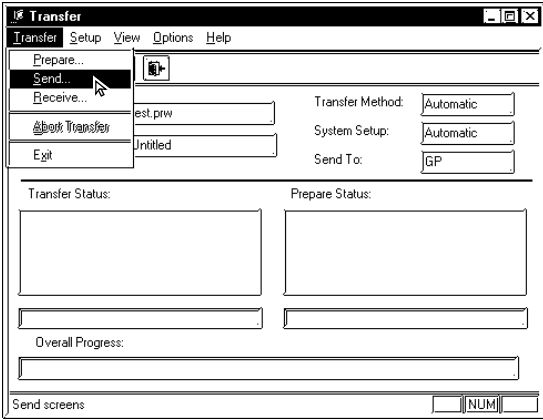 Transfer
Transfer Setup View Options Help
Prepare...
Send...
Receive...
Abort Transfer
Exit
est.prw
Untitled
Transfer Method: Automatic
System Setup: Automatic
Send To: GP
Transfer Status: Prepare Status:
Overall Progress:
Send screens NUM